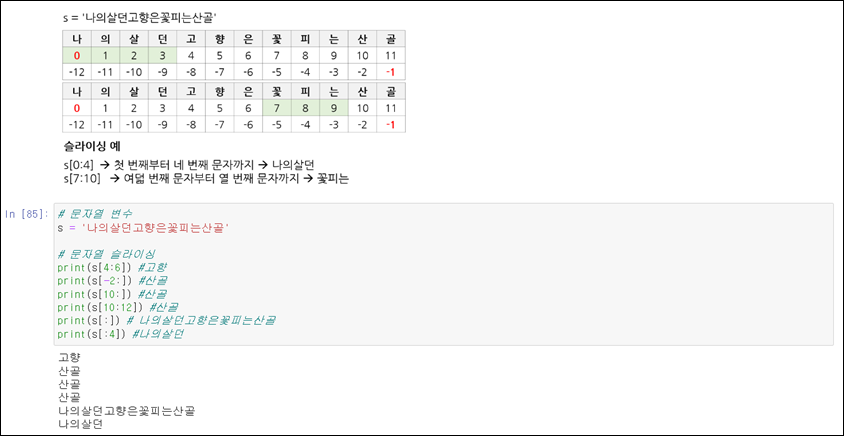 s = '나의살던고향은꽃피는산골'
나 의 살 던 고 향 은 꽃 피 는 산 골
0 1 2 3 4 5 6 7 8 9 10 11
-12 -11 -10 -9 -8 -7 -6 -5 -4 -3 -2 -1
나 의 살 던 고 향 은 꽃 피 는 산 골
0 1 2 3 4 5 6 7 8 9 10 11
-12 -11 -10 -9 -8 -7 -6 -5 -4 -3 -2 -1
슬라이싱 예
s[0:4] → 첫 번째부터 네 번째 문자까지 → 나의살던
s[7:10] → 여덟 번째 문자부터 열 번째 문자까지 → 꽃피는
In [85]:
# 문자열 변수
s = '나의살던고향은꽃피는산골'
# 문자열 슬라이싱
print(s[4:6]) #고향
print(s[-2:]) #산골
print(s[10:]) #산골
print(s[10:12]) #산골
print(s[:]) # 나의살던고향은꽃피는산골
print(s[:4]) #나의살던
고향
산골
산골
산골
나의살던고향은꽃피는산골
나의살던